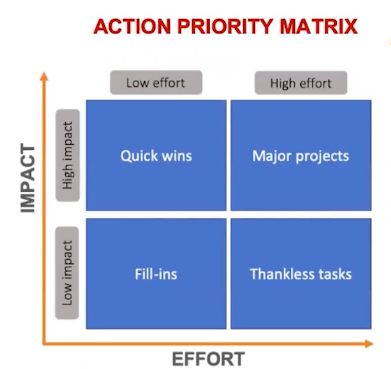 ACTION PRIORITY MATRIX
Low effort
High effort
IMPACT
High impact
Quick wins
Major projects
Low impact
Fill-ins
Thankless tasks
EFFORT